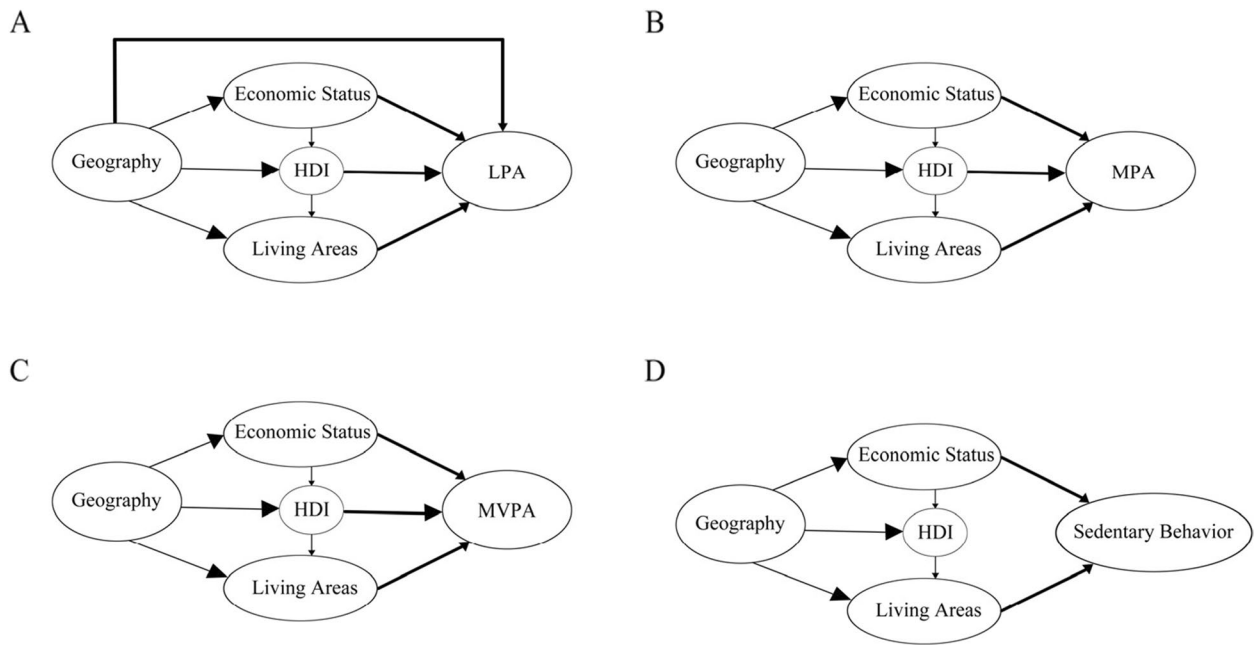 A
Economic Status
Geography
HDI
LPA
Living Areas
B
Economic Status
Geography
HDI
MPA
Living Areas
C
Economic Status
Geography
HDI
MVPA
Living Areas
D
Economic Status
Geography
HDI
Sedentary Behavior
Living Areas